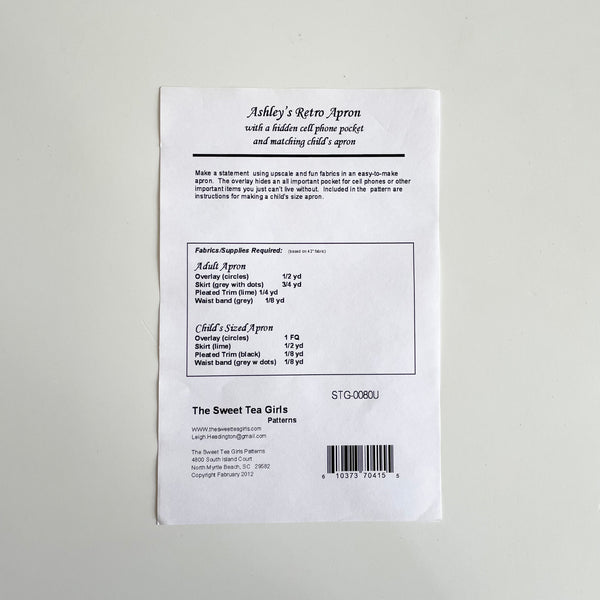 Ashley's Retro Apron
with a hidden cell phone pocket
and matching child's apron
Make a statement using upscale and fun fabrics in an easy-to-make
apron. The overlay hides an all important pocket for cell phones or other
important items you just can't live without. Included in the pattern are
instructions for making a child's size apron.
Fabrics/Supplies Required: (based on 43" fabric)
Adult Apron
Overlay (circles) 1/2 yd
Skirt (grey with dots) 3/4 yd
Pleated Trim (lime) 1/4 yd
Waist band (grey) 1/8 yd
Child's Sized Apron
Overlay (circles) 1 FQ
Skirt (lime) 1/2 yd
Pleated Trim (black) 1/8 yd
Waist band (grey w dots) 1/8 yd
STG-0080U
The Sweet Tea Girls
Patterns
WWW.thesweeteagirls.com
Leigh.Headington@gmail.com
The Sweet Tea Girls Patterns
4800 South Island Court
North Myrtle Beach, SC 29582
Copyright Fabruary 2012
6 10373 70415 5